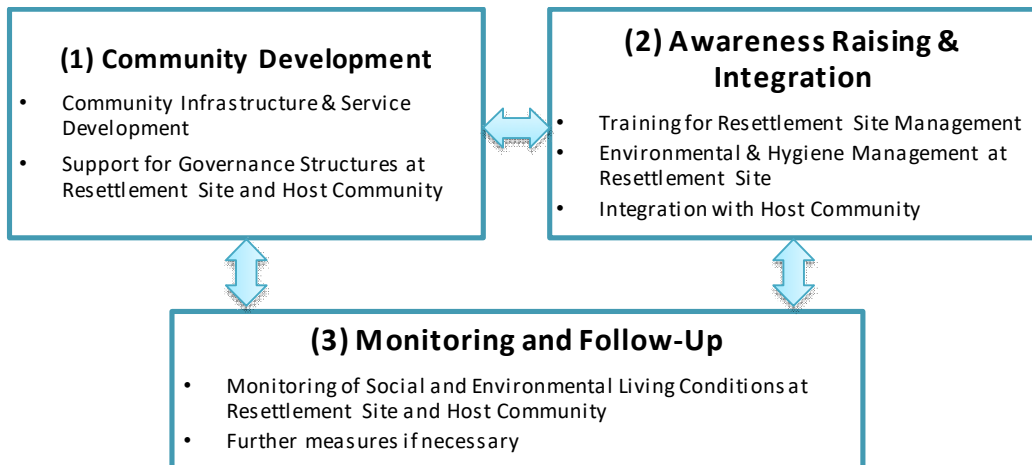 (1) Community Development
• Community Infrastructure & Service
Development
• Support for Governance Structures at
Resettlement Site and Host Community
(2) Awareness Raising &
Integration
• Training for Resettlement Site Management
• Environmental & Hygiene Management at
Resettlement Site
• Integration with Host Community
(3) Monitoring and Follow-Up
• Monitoring of Social and Environmental Living Conditions at
Resettlement Site and Host Community
• Further measures if necessary